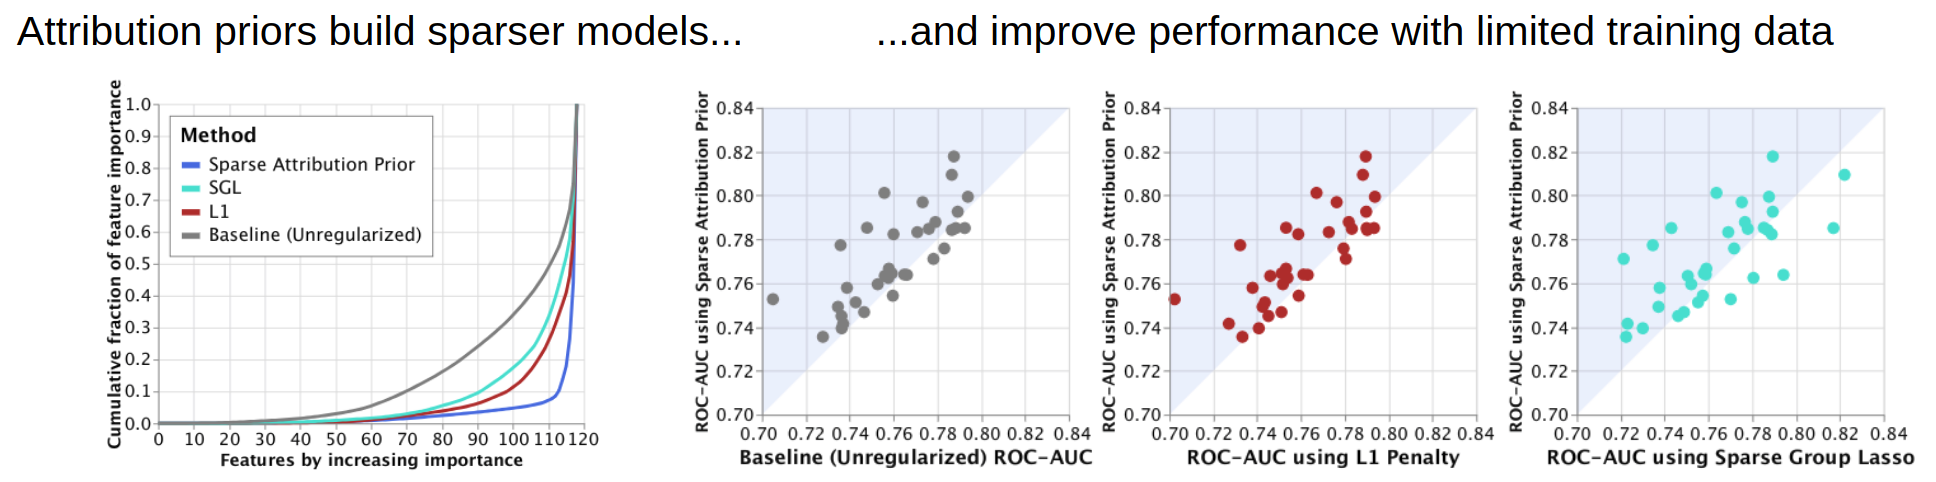 Attribution priors build sparser models...
...and improve performance with limited training data
Cumulative fraction of feature importance
1.0
0.9
0.8
0.7
0.6
0.5
0.4
0.3
0.2
0.1
0.0
Method
Sparse Attribution Prior
SGL
L1
Baseline (Unregularized)
0 10 20 30 40 50 60 70 80 90 100 110 120
Features by increasing importance
ROC-AUC using Sparse Attribution Prior
0.84
0.82
0.80
0.78
0.76
0.74
0.72
0.70
0.70 0.72 0.74 0.76 0.78 0.80 0.82 0.84
Baseline (Unregularized) ROC-AUC
ROC-AUC using Sparse Attribution Prior
0.84
0.82
0.80
0.78
0.76
0.74
0.72
0.70
0.70 0.72 0.74 0.76 0.78 0.80 0.82 0.84
ROC-AUC using L1 Penalty
ROC-AUC using Sparse Attribution Prior
0.84
0.82
0.80
0.78
0.76
0.74
0.72
0.70
0.70 0.72 0.74 0.76 0.78 0.80 0.82 0.84
ROC-AUC using Sparse Group Lasso